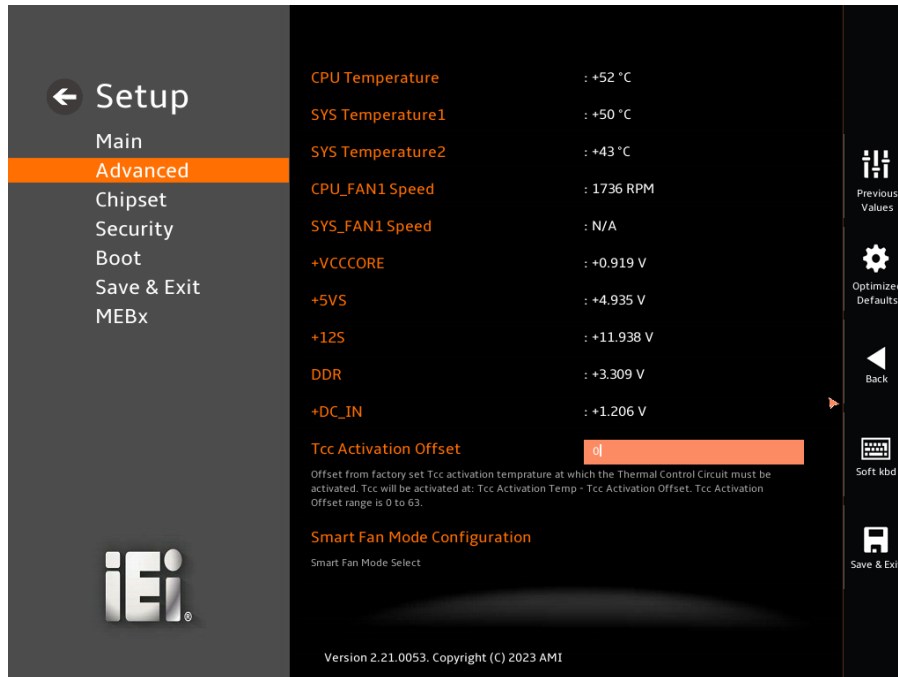 Setup
Main
Advanced
Chipset
Security
Boot
Save & Exit
MEBx
iEi®
CPU Temperature : +52 °C
SYS Temperature1 : +50 °C
SYS Temperature2 : +43 °C
CPU_FAN1 Speed : 1736 RPM
SYS_FAN1 Speed : N/A
+VCCCORE : +0.919 V
+5VS : +4.935 V
+12S : +11.938 V
DDR : +3.309 V
+DC_IN : +1.206 V
Tcc Activation Offset 0
Offset from factory set Tcc activation temprature at which the Thermal Control Circuit must be
activated. Tcc will be activated at: Tcc Activation Temp - Tcc Activation Offset. Tcc Activation
Offset range is 0 to 63.
Smart Fan Mode Configuration
Smart Fan Mode Select
Version 2.21.0053. Copyright (C) 2023 AMI
Previous
Values
Optimized
Defaults
Back
Soft kbd
Save & Exi